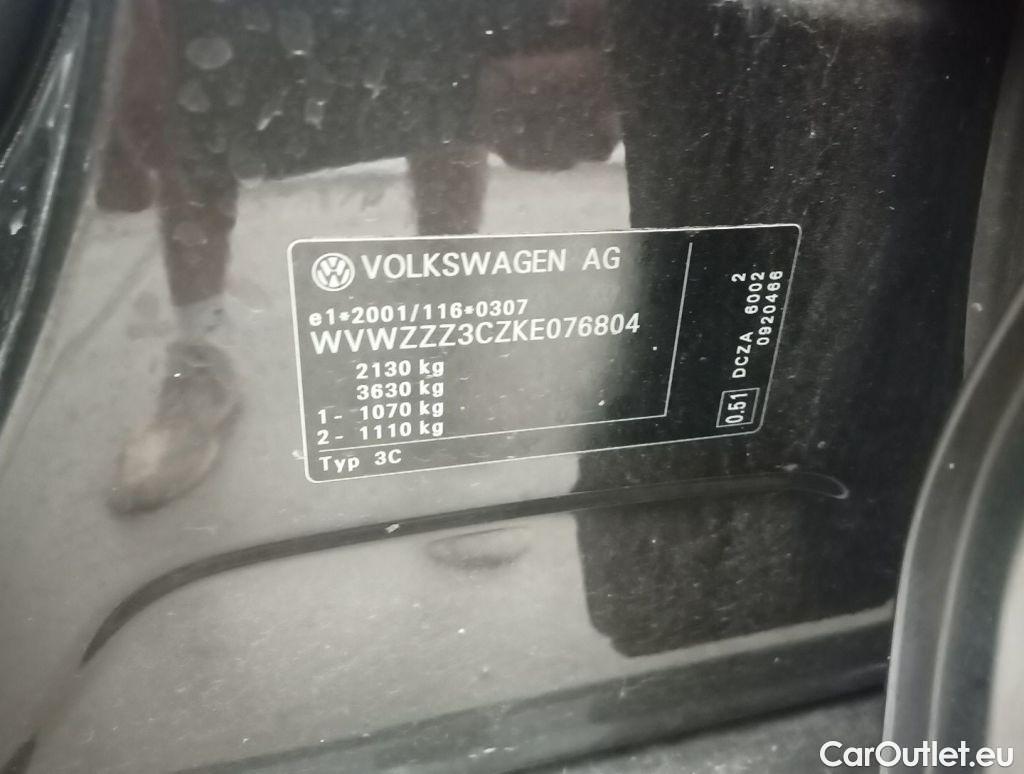 VOLKSWAGEN AG
e1*2001/116*0307
WVWZZZ3CZKE076804
2130 kg
3630 kg
1- 1070 kg
2- 1110 kg
Typ 3C
0.51 DCZA 6002 2
0920466
CarOutlet.eu